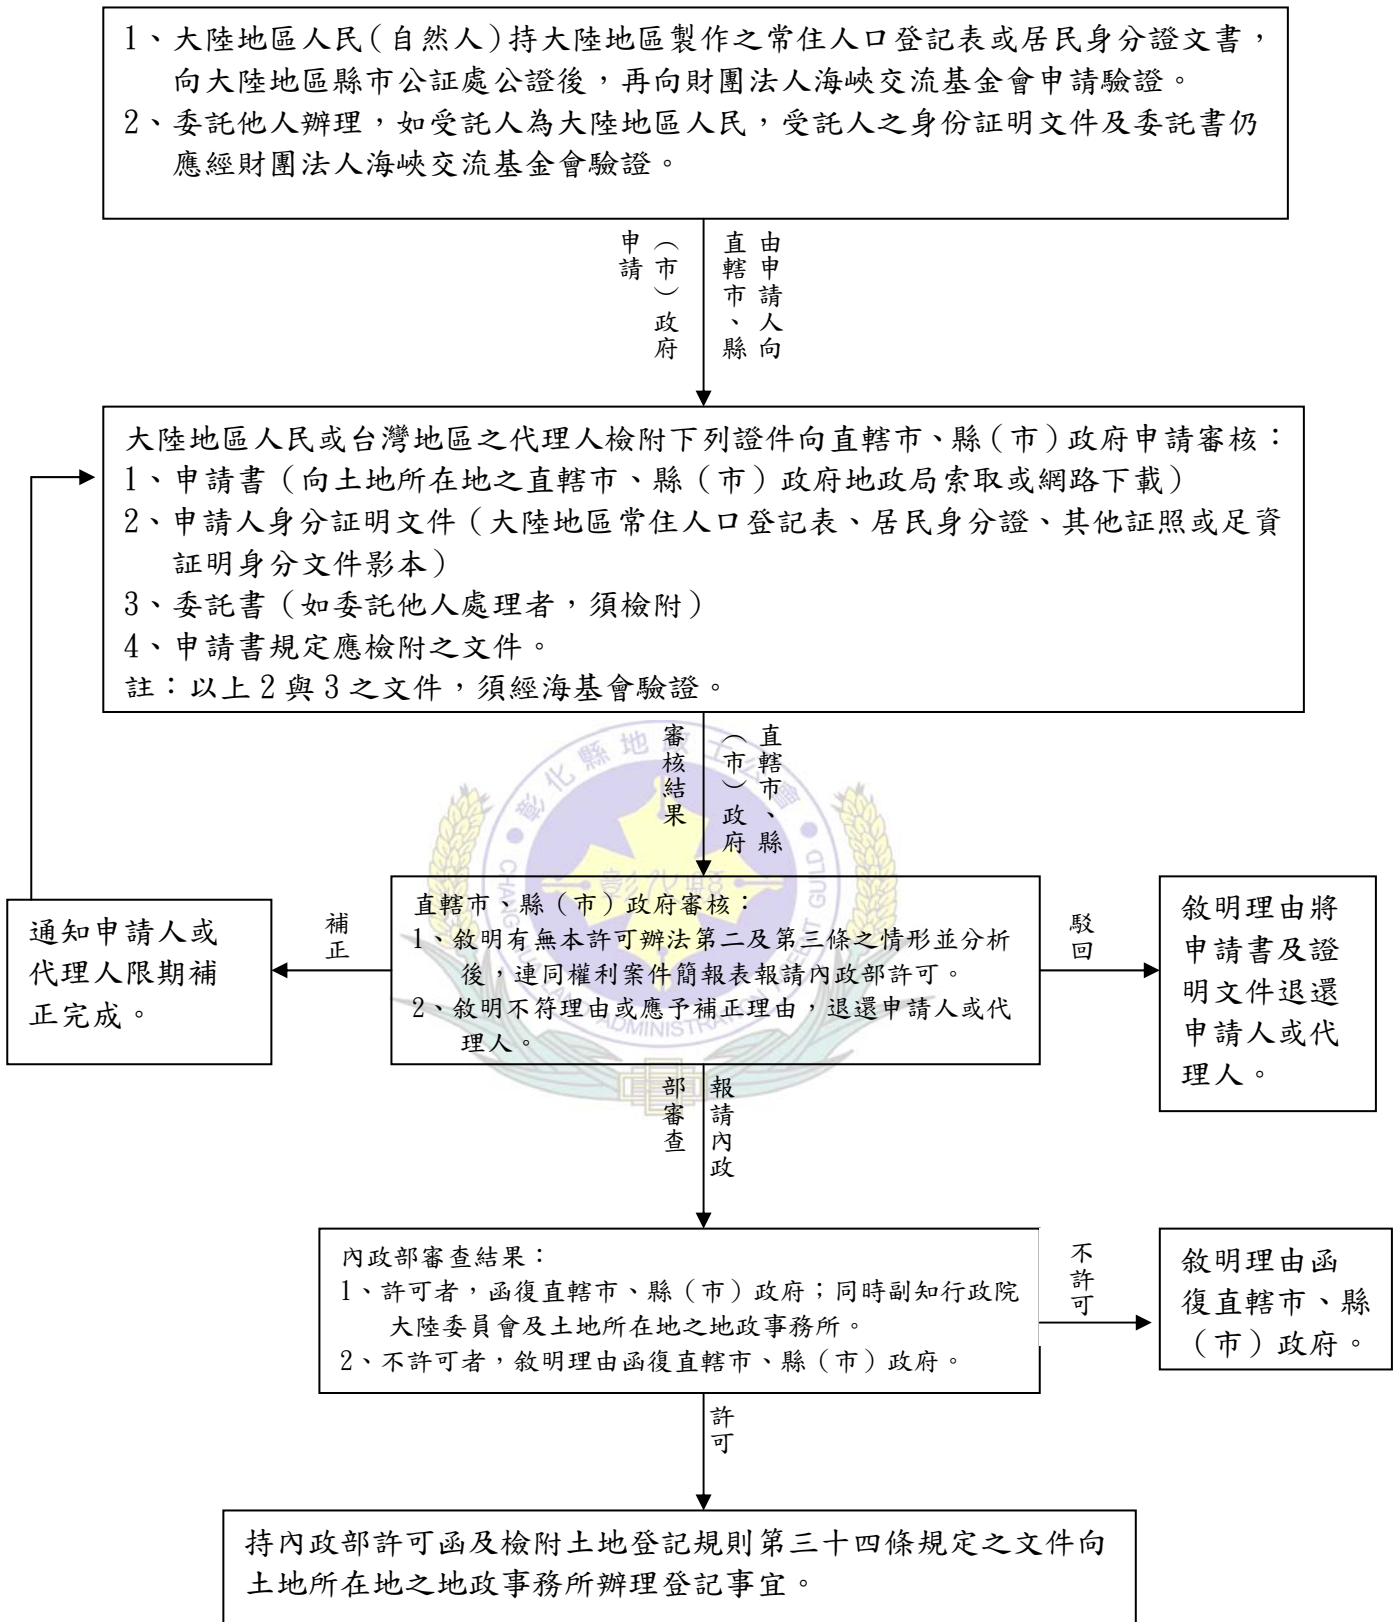 1、大陸地區人民(自然人)持大陸地區製作之常住人口登記表或居民身分證文書，
向大陸地區縣市公証處公證後，再向財團法人海峽交流基金會申請驗證。
2、委託他人辦理，如受託人為大陸地區人民，受託人之身份証明文件及委託書仍
應經財團法人海峽交流基金會驗證。
由申請人向
直轄市、縣
（市）政府
申請
大陸地區人民或台灣地區之代理人檢附下列證件向直轄市、縣（市）政府申請審核：
1、申請書（向土地所在地之直轄市、縣（市）政府地政局索取或網路下載）
2、申請人身分証明文件（大陸地區常住人口登記表、居民身分證、其他証照或足資
証明身分文件影本）
3、委託書（如委託他人處理者，須檢附）
4、申請書規定應檢附之文件。
註：以上2與3之文件，須經海基會驗證。
直轄市、縣
（市）政府
審核結果
彰化縣地政士公會
直轄市、縣（市）政府審核：
1、敘明有無本許可辦法第二及第三條之情形並分析
後，連同權利案件簡報表報請內政部許可。
2、敘明不符理由或應予補正理由，退還申請人或代
理人。
補正
通知申請人或
代理人限期補
正完成。
駁回
敘明理由將
申請書及證
明文件退還
申請人或代
理人。
報請內政
部審查
內政部審查結果：
1、許可者，函復直轄市、縣（市）政府；同時副知行政院
大陸委員會及土地所在地之地政事務所。
2、不許可者，敘明理由函復直轄市、縣（市）政府。
不許可
敘明理由函
復直轄市、縣
（市）政府。
許可
持內政部許可函及檢附土地登記規則第三十四條規定之文件向
土地所在地之地政事務所辦理登記事宜。